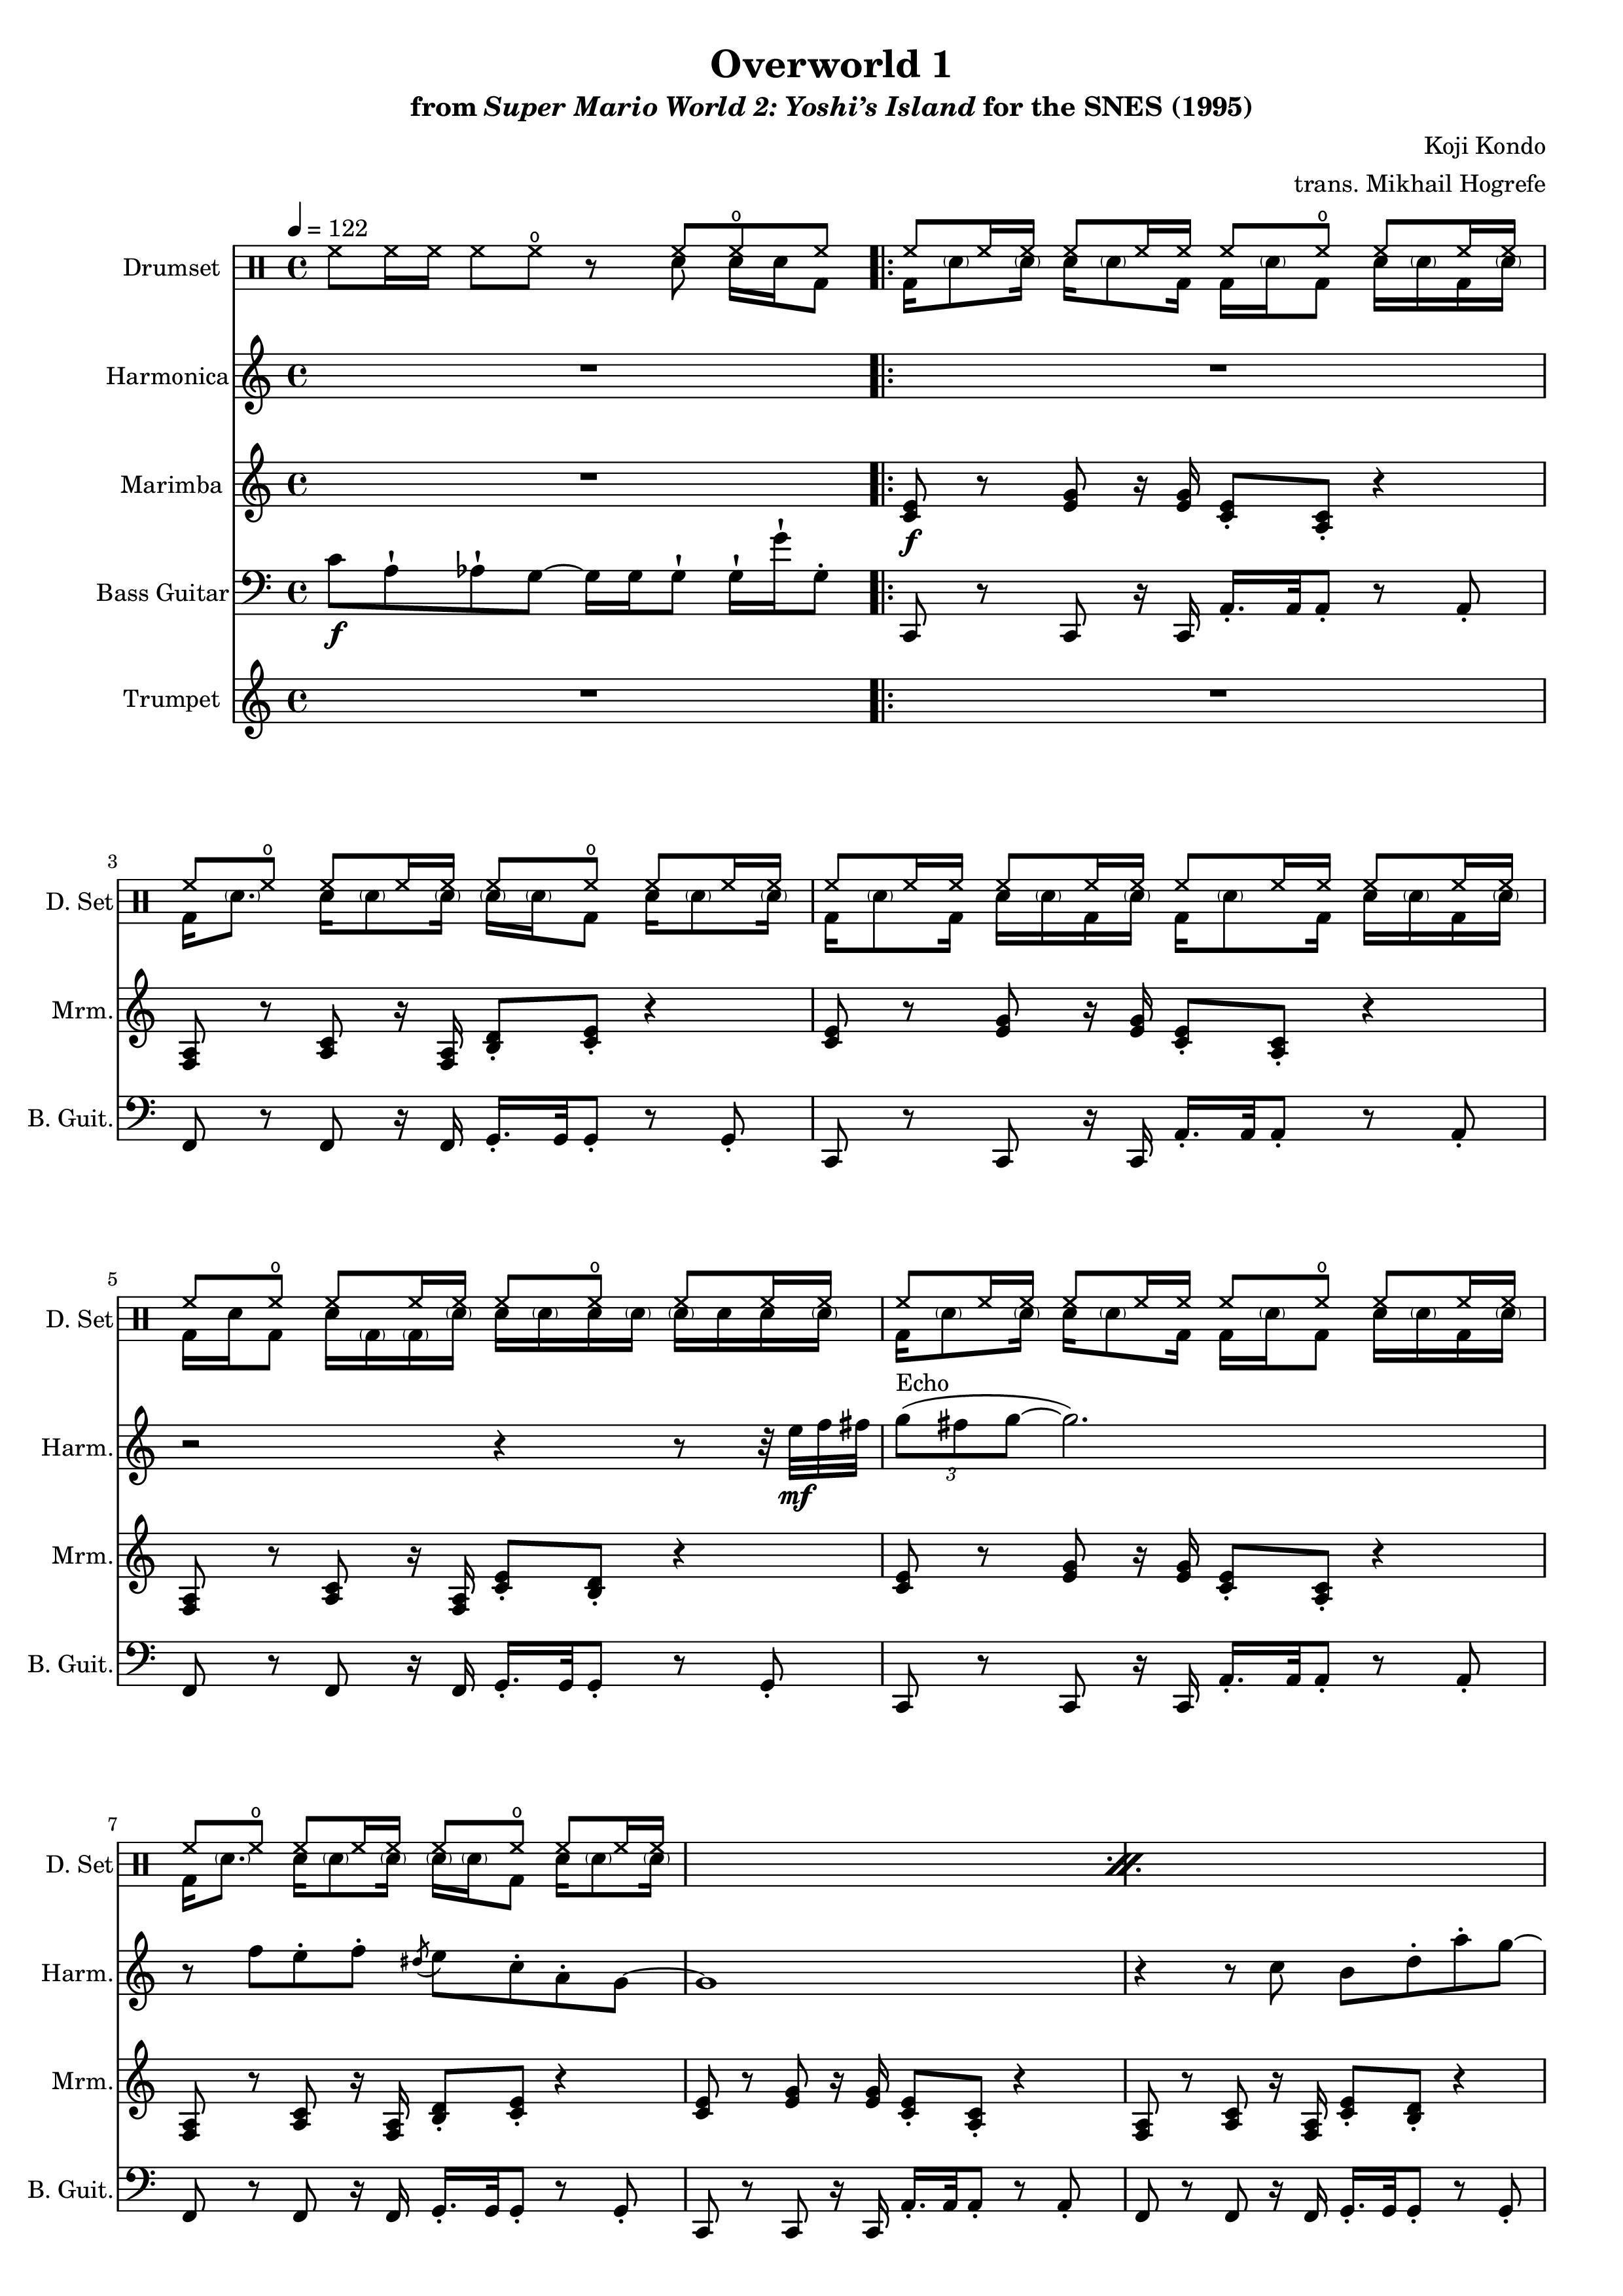 Overworld 1
from Super Mario World 2: Yoshi’s Island for the SNES (1995)
Koji Kondo
trans. Mikhail Hogrefe
= 122
Drumset
Harmonica
Marimba
f
Bass Guitar
f
Trumpet
3
D. Set
Mrm.
B. Guit.
5
D. Set
Echo
Harm.
3
mf
Mrm.
B. Guit.
7
D. Set
Harm.
Mrm.
B. Guit.